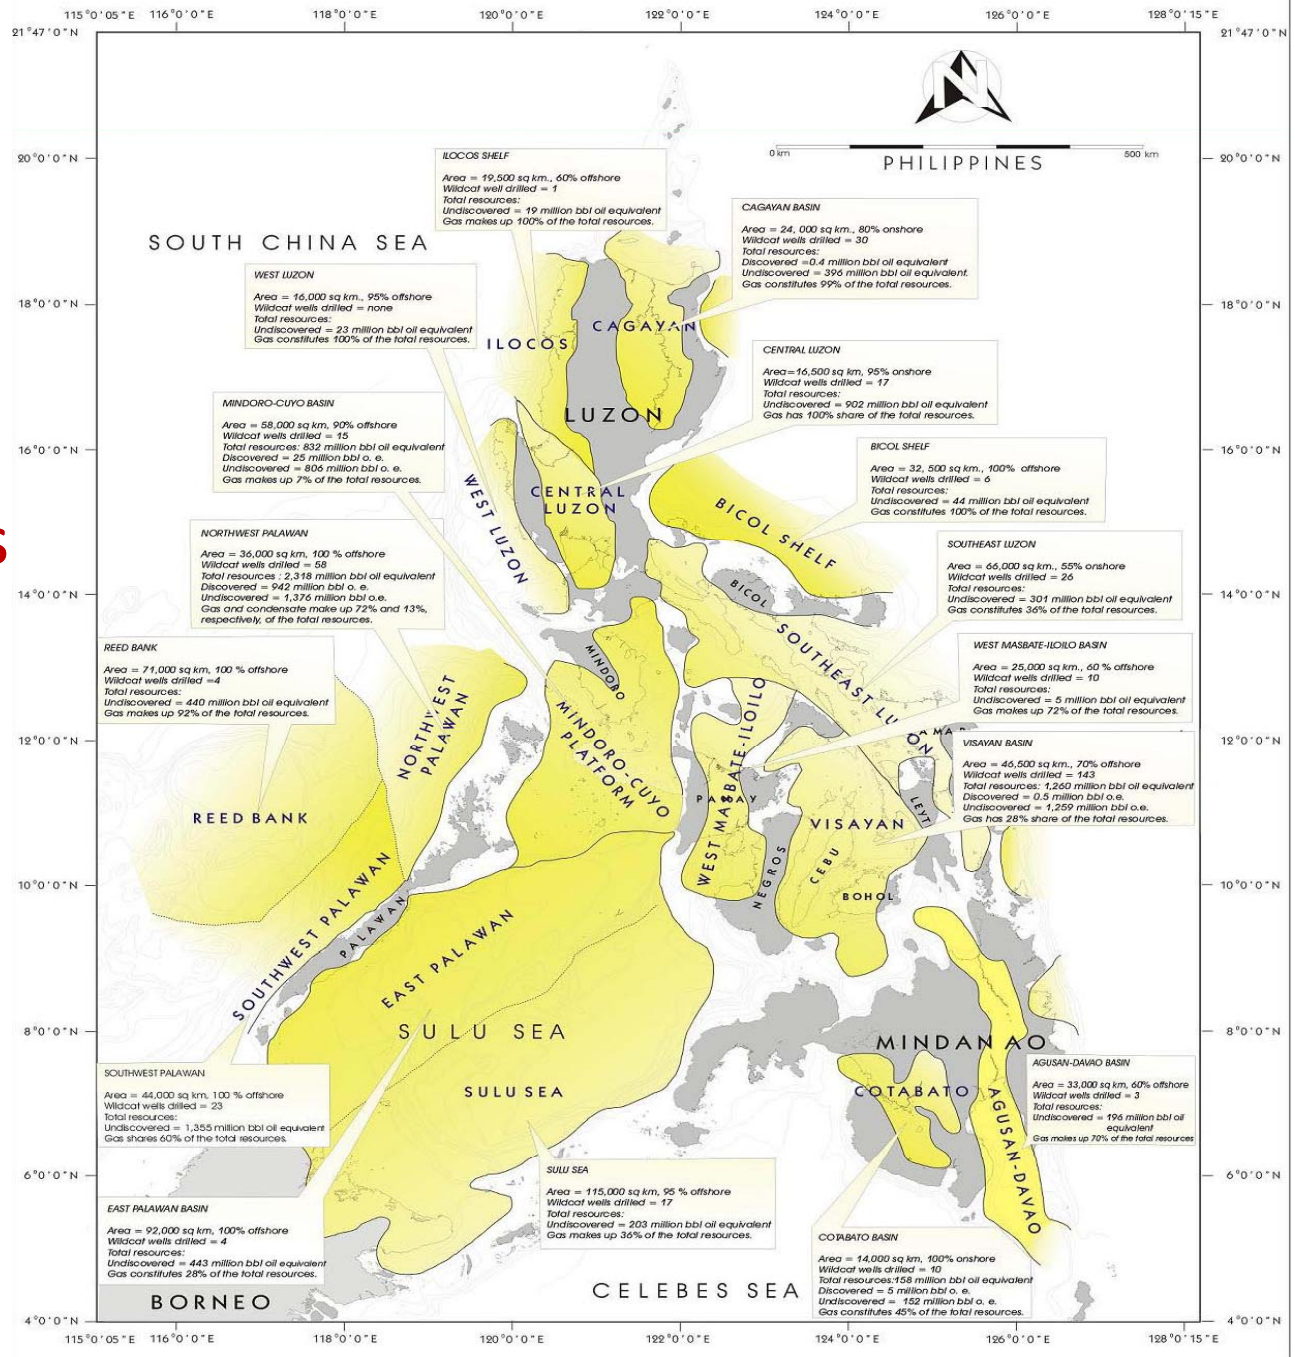 115°0'05"E
116°0'0"E
118°0'0"E
120°0'0"E
122°0'0"E
124°0'0"E
126°0'0"E
128°0'15"E
21°47'0"N
21°47'0"N
N
0 km
500 km
PHILIPPINES
20°0'0"N
20°0'0"N
ILOCOS SHELF
Area = 19,500 sq km., 60% offshore
Wildcat well drilled = 1
Total resources:
Undiscovered = 19 million bbl oil equivalent
Gas makes up 100% of the total resources.
CAGAYAN BASIN
Area = 24, 000 sq km., 80% onshore
Wildcat wells drilled = 30
Total resources:
Discovered =0.4 million bbl oil equivalent
Undiscovered = 396 million bbl oil equivalent.
Gas constitutes 99% of the total resources.
SOUTH CHINA SEA
WEST LUZON
Area = 16,000 sq km., 95% offshore
Wildcat wells drilled = none
Total resources:
Undiscovered = 23 million bbl oil equivalent
Gas constitutes 100% of the total resources.
18°0'0"N
18°0'0"N
CAGAYAN
ILOCOS
CENTRAL LUZON
Area=16,500 sq km., 95% onshore
Wildcat wells drilled = 17
Total resources:
Undiscovered = 902 million bbl oil equivalent
Gas has 100% share of the total resources.
LUZON
MINDORO-CUYO BASIN
Area = 58,000 sq km, 90% offshore
Wildcat wells drilled = 15
Total resources: 832 million bbl oil equivalent
Discovered = 25 million bbl o. e.
Undiscovered = 806 million bbl o. e.
Gas makes up 7% of the total resources.
16°0'0"N
16°0'0"N
BICOL SHELF
Area = 32, 500 sq km., 100% offshore
Wildcat wells drilled = 6
Total resources:
Undiscovered = 44 million bbl oil equivalent
Gas constitutes 100% of the total resources.
WEST LUZON
CENTRAL
LUZON
BICOL SHELF
S
NORTHWEST PALAWAN
Area = 36,000 sq km, 100 % offshore
Wildcat wells drilled = 58
Total resources : 2,318 million bbl oil equivalent
Discovered = 942 million bbl o. e.
Undiscovered = 1,376 million bbl o.e.
Gas and condensate make up 72% and 13%,
respectively, of the total resources.
SOUTHEAST LUZON
Area = 66,000 sq km., 55% onshore
Wildcat wells drilled = 26
Total resources:
Undiscovered = 301 million bbl oil equivalent
Gas constitutes 36% of the total resources.
14°0'0"N
14°0'0"N
BICOL
SOUTHEAST LUZON
REED BANK
Area = 71,000 sq km, 100 % offshore
Wildcat wells drilled =4
Total resources:
Undiscovered = 440 million bbl oil equivalent
Gas makes up 92% of the total resources.
WEST MASBATE-ILOILO BASIN
Area = 25,000 sq km., 60 % offshore
Wildcat wells drilled = 10
Total resources:
Undiscovered = 5 million bbl oil equivalent
Gas makes up 72% of the total resources.
MINDORO
NORTHWEST
PALAWAN
MINDORO-CUYO
PLATFORM
WEST MASBATE-ILOILO
12°0'0"N
12°0'0"N
VISAYAN BASIN
Area = 46,500 sq km., 70% offshore
Wildcat wells drilled = 143
Total resources: 1,260 million bbl oil equivalent
Discovered = 0.5 million bbl o.e.
Undiscovered = 1,259 million bbl o.e.
Gas has 28% share of the total resources.
REED BANK
PANAY
VISAYAN
LEYT
CEBU
BOHOL
NEGROS
10°0'0"N
10°0'0"N
SOUTHWEST PALAWAN
PALAWAN
EAST PALAWAN
8°0'0"N
8°0'0"N
SULU SEA
MINDANAO
SOUTHWEST PALAWAN
Area = 44,000 sq km, 100 % offshore
Wildcat wells drilled = 23
Total resources:
Undiscovered = 1,355 million bbl oil equivalent
Gas shares 60% of the total resources.
SULU SEA
COTABATO
AGUSAN-DAVAO
AGUSAN-DAVAO BASIN
Area = 33,000 sq km, 60% offshore
Wildcat wells drilled = 3
Total resources:
Undiscovered = 196 million bbl oil
equivalent
Gas makes up 70% of the total resources
6°0'0"N
6°0'0"N
SULU SEA
Area = 115,000 sq km, 95 % offshore
Wildcat wells drilled = 17
Total resources:
Undiscovered = 203 million bbl oil equivalent
Gas makes up 36% of the total resources.
EAST PALAWAN BASIN
Area = 92,000 sq km, 100% offshore
Wildcat wells drilled = 4
Total resources:
Undiscovered = 443 million bbl oil equivalent
Gas constitutes 28% of the total resources.
COTABATO BASIN
Area = 14,000 sq km, 100% onshore
Wildcat wells drilled = 10
Total resources:158 million bbl oil equivalent
Discovered = 5 million bbl o. e.
Undiscovered = 152 million bbl o. e.
Gas constitutes 45% of the total resources.
BORNEO
CELEBES SEA
4°0'0"N
4°0'0"N
115°0'05"E
116°0'0"E
118°0'0"E
120°0'0"E
122°0'0"E
124°0'0"E
126°0'0"E
128°0'15"E